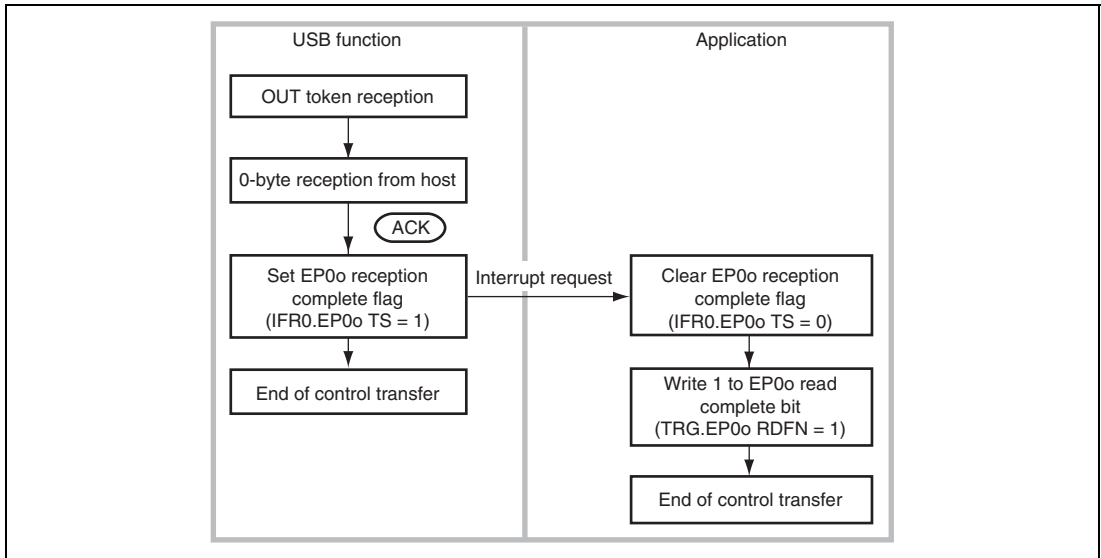 USB function
Application
OUT token reception
0-byte reception from host
ACK
Set EP0o reception
complete flag
(IFR0.EP0o TS = 1)
Interrupt request
Clear EP0o reception
complete flag
(IFR0.EP0o TS = 0)
End of control transfer
Write 1 to EP0o read
complete bit
(TRG.EP0o RDFN = 1)
End of control transfer